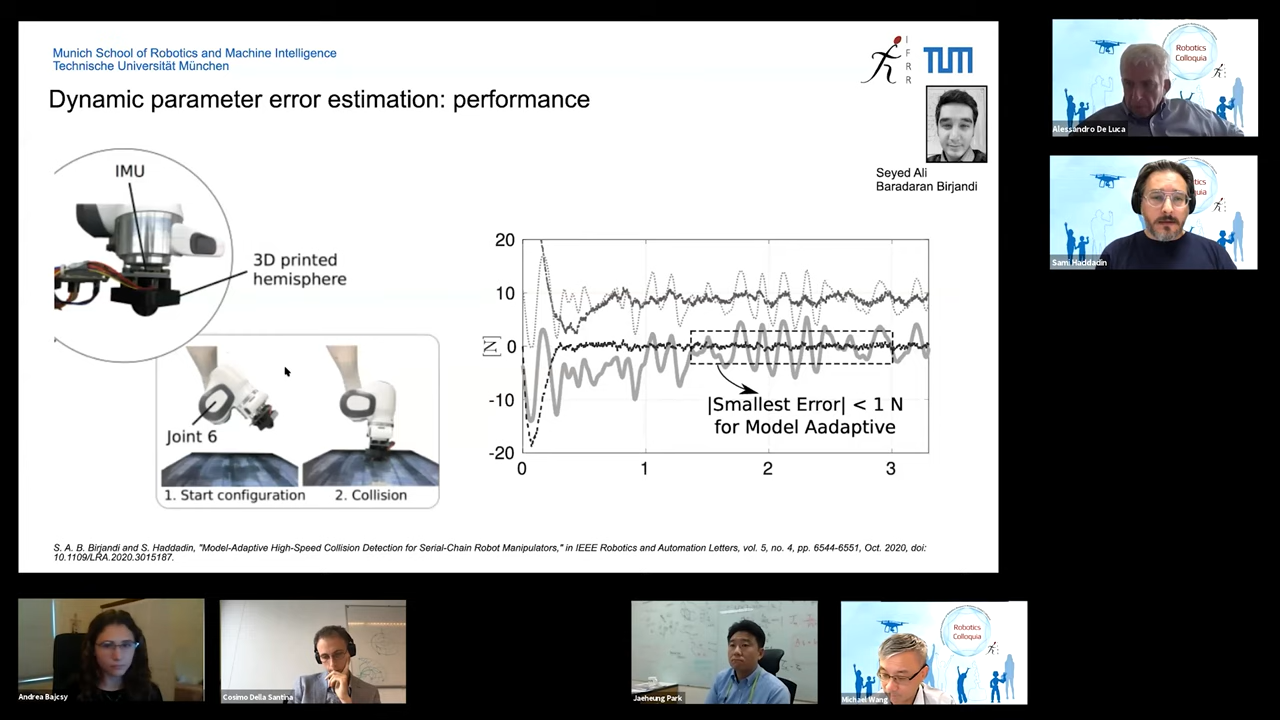 Munich School of Robotics and Machine Intelligence
Technische Universität München
IFRR
TUM
Dynamic parameter error estimation: performance
Seyed Ali
Baradaran Birjandi
IMU
3D printed
hemisphere
Joint 6
1. Start configuration
2. Collision
20
10
[N]
0
-10
-20
0
1
2
3
|Smallest Error| < 1 N
for Model Aadaptive
S. A. B. Birjandi and S. Haddadin, "Model-Adaptive High-Speed Collision Detection for Serial-Chain Robot Manipulators," in IEEE Robotics and Automation Letters, vol. 5, no. 4, pp. 6544-6551, Oct. 2020, doi:
10.1109/LRA.2020.3015187.
Robotics
Colloquia
Alessandro De Luca
Sami Haddadin
Andrea Bajcsy
Cosimo Della Santina
Jaeheung Park
Robotics
Colloquia
Michael Wang